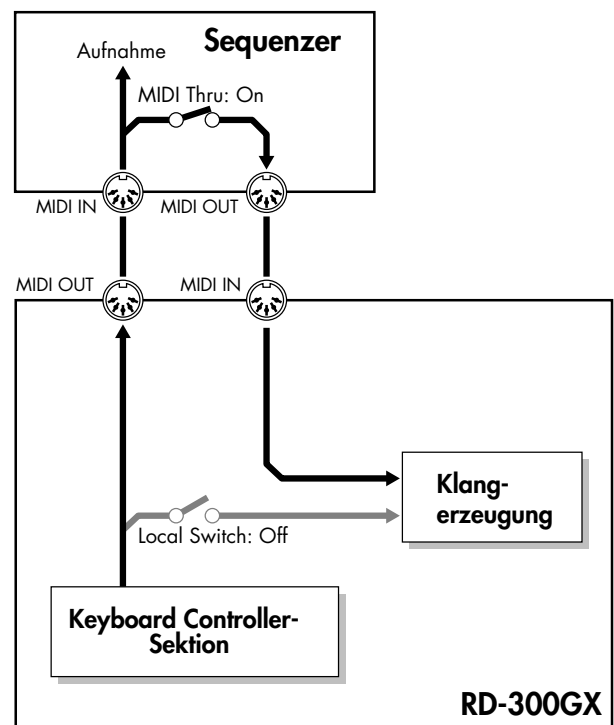 Sequenzer
Aufnahme
MIDI Thru: On
MIDI IN
MIDI OUT
MIDI OUT
MIDI IN
Klang-
erzeugung
Local Switch: Off
Keyboard Controller-
Sektion
RD-300GX